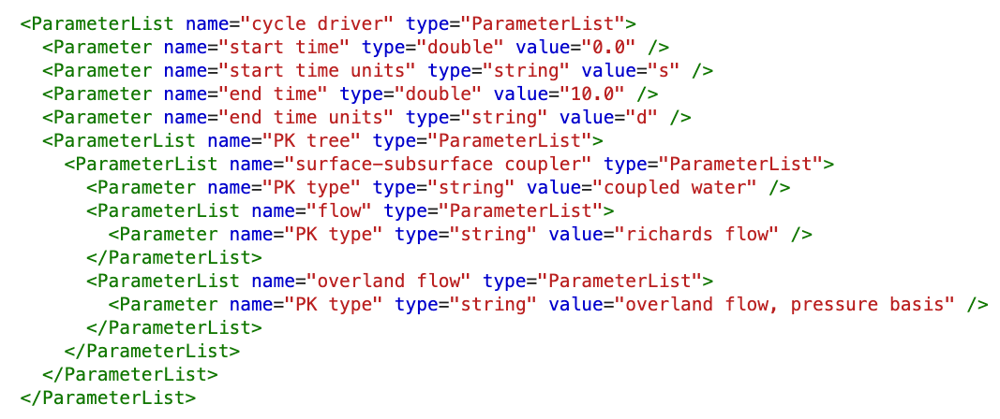 <ParameterList name="cycle driver" type="ParameterList">
  <Parameter name="start time" type="double" value="0.0" />
  <Parameter name="start time units" type="string" value="s" />
  <Parameter name="end time" type="double" value="10.0" />
  <Parameter name="end time units" type="string" value="d" />
  <ParameterList name="PK tree" type="ParameterList">
    <ParameterList name="surface-subsurface coupler" type="ParameterList">
      <Parameter name="PK type" type="string" value="coupled water" />
      <ParameterList name="flow" type="ParameterList">
        <Parameter name="PK type" type="string" value="richards flow" />
      </ParameterList>
      <ParameterList name="overland flow" type="ParameterList">
        <Parameter name="PK type" type="string" value="overland flow, pressure basis" />
      </ParameterList>
    </ParameterList>
  </ParameterList>
</ParameterList>